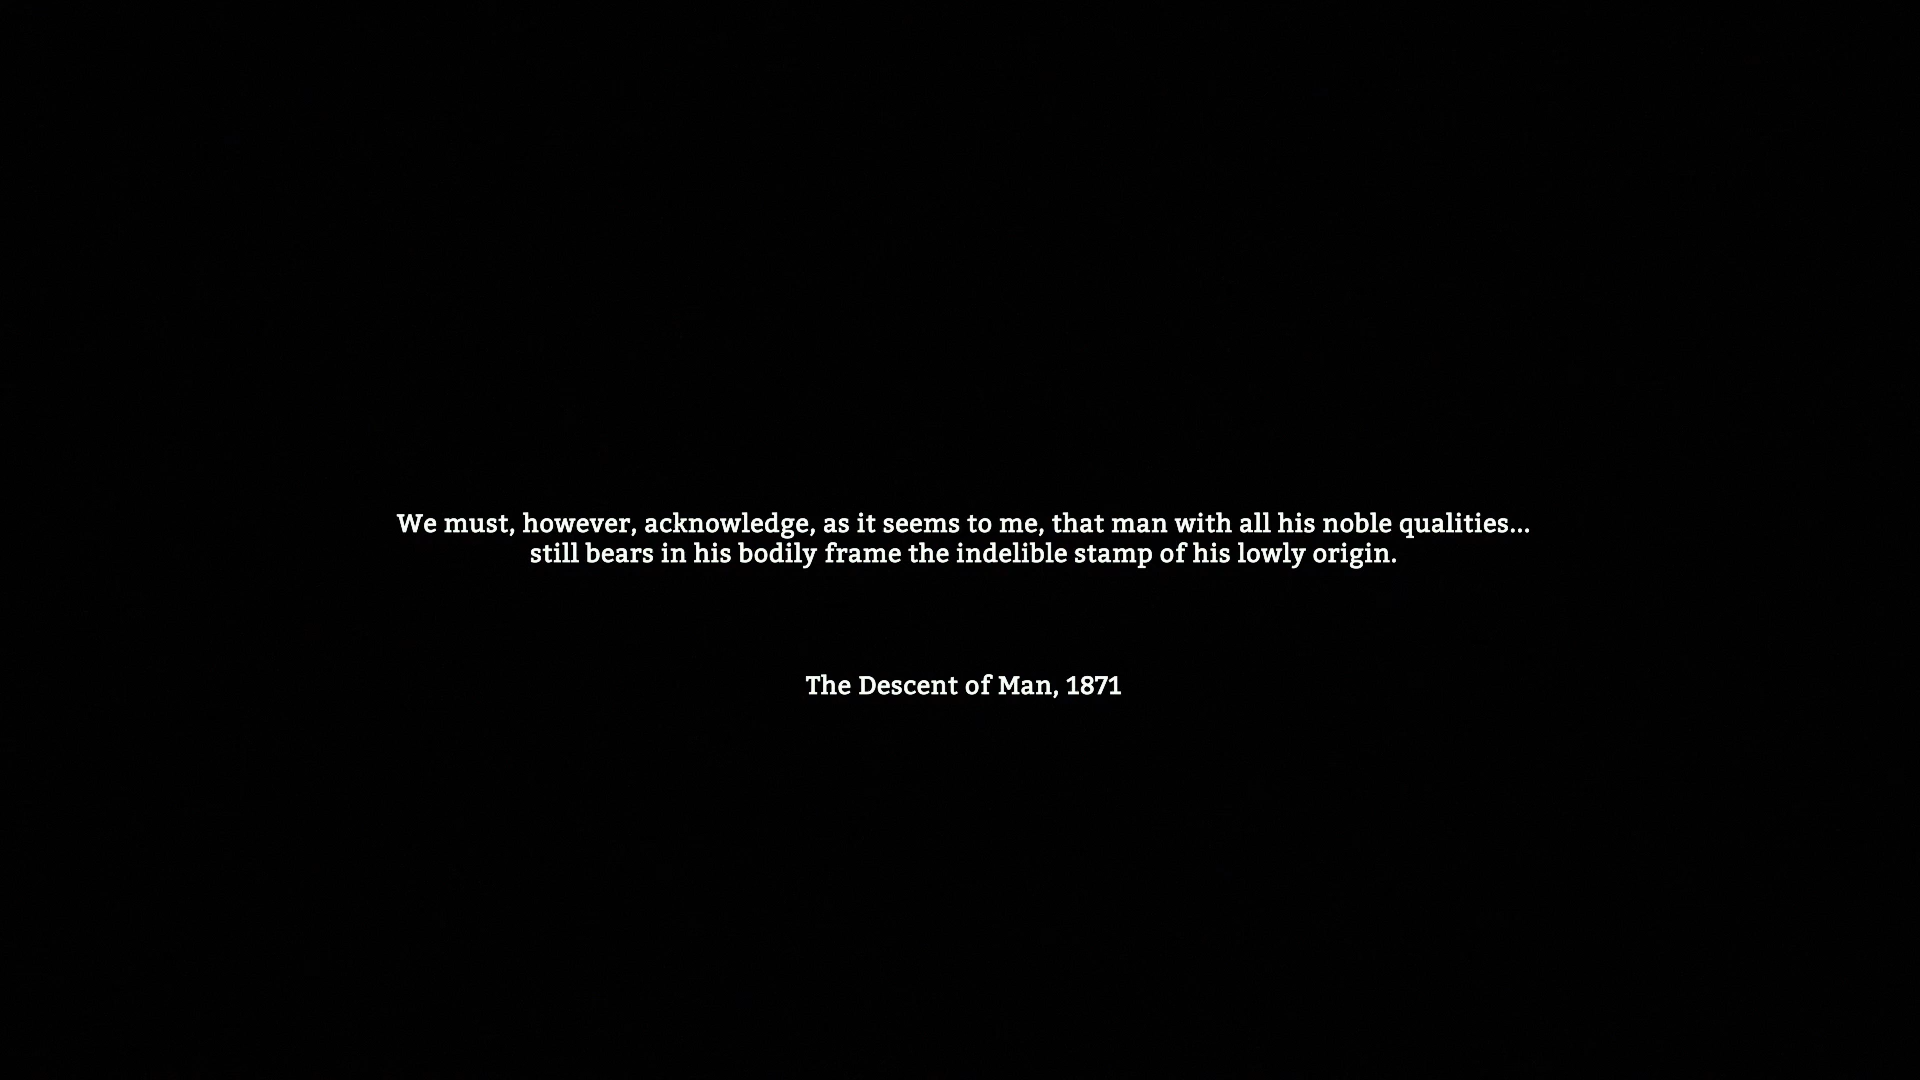 We must, however, acknowledge, as it seems to me, that man with all his noble qualities...
still bears in his bodily frame the indelible stamp of his lowly origin.
The Descent of Man, 1871